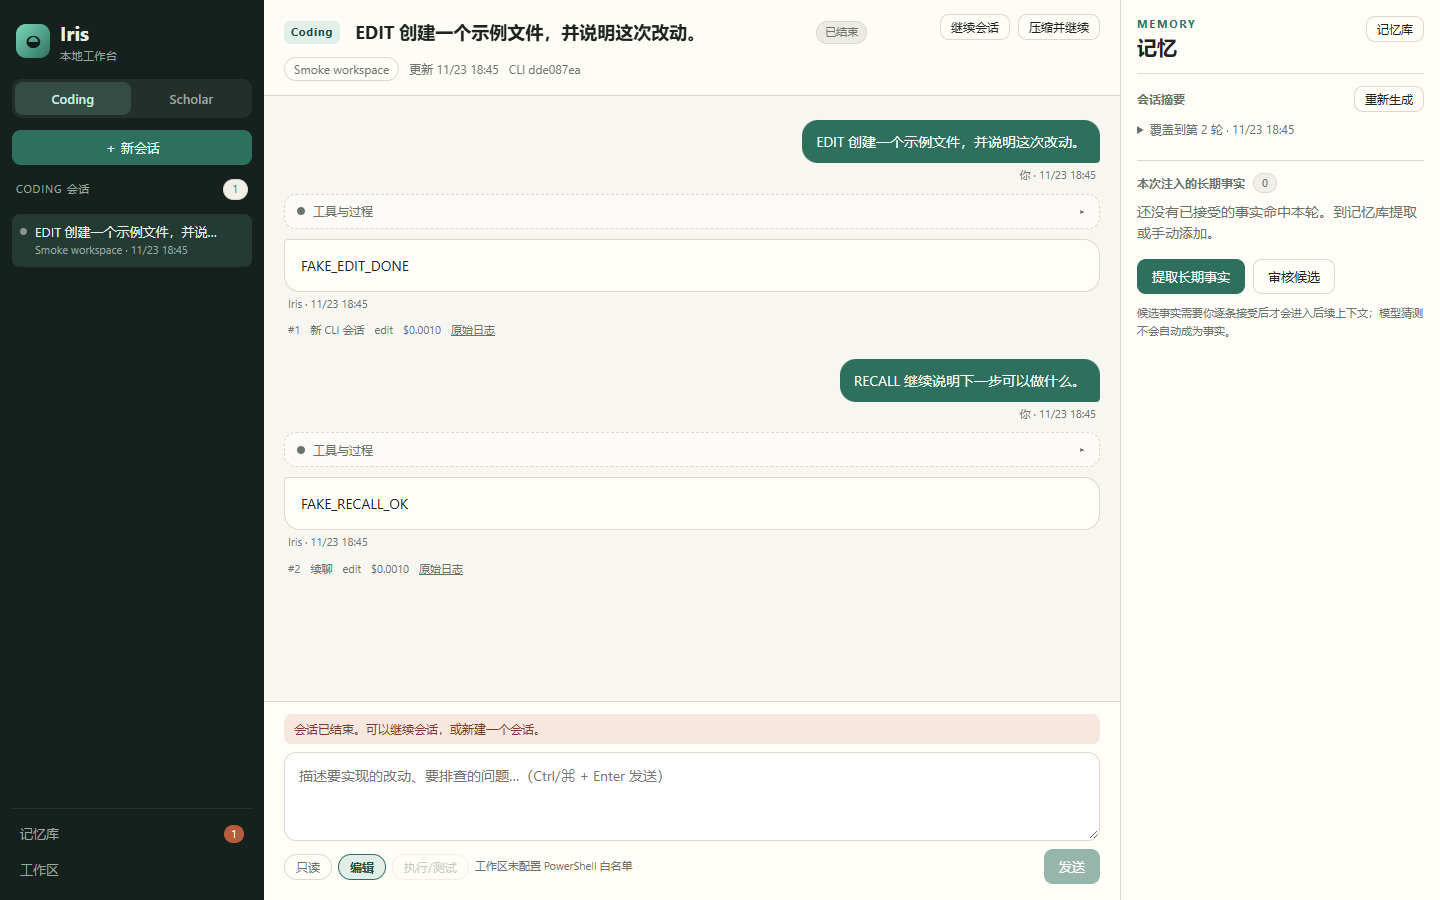 Iris
本地工作台
Coding
Scholar
+ 新会话
CODING 会话
1
EDIT 创建一个示例文件，并说...
Smoke workspace · 11/23 18:45
记忆库
1
工作区
Coding
EDIT 创建一个示例文件，并说明这次改动。
已结束
继续会话
压缩并继续
Smoke workspace
更新 11/23 18:45
CLI dde087ea
EDIT 创建一个示例文件，并说明这次改动。
你 · 11/23 18:45
工具与过程
FAKE_EDIT_DONE
Iris · 11/23 18:45
#1 新 CLI 会话 edit $0.0010 原始日志
RECALL 继续说明下一步可以做什么。
你 · 11/23 18:45
工具与过程
FAKE_RECALL_OK
Iris · 11/23 18:45
#2 续聊 edit $0.0010 原始日志
会话已结束。可以继续会话，或新建一个会话。
描述要实现的改动、要排查的问题...（Ctrl/⌘ + Enter 发送）
只读
编辑
执行/测试
工作区未配置 PowerShell 白名单
发送
MEMORY
记忆
记忆库
会话摘要
重新生成
覆盖到第 2 轮 · 11/23 18:45
本次注入的长期事实 0
还没有已接受的事实命中本轮。到记忆库提取
或手动添加。
提取长期事实
审核候选
候选事实需要你逐条接受后才会进入后续上下文；模型猜测
不会自动成为事实。